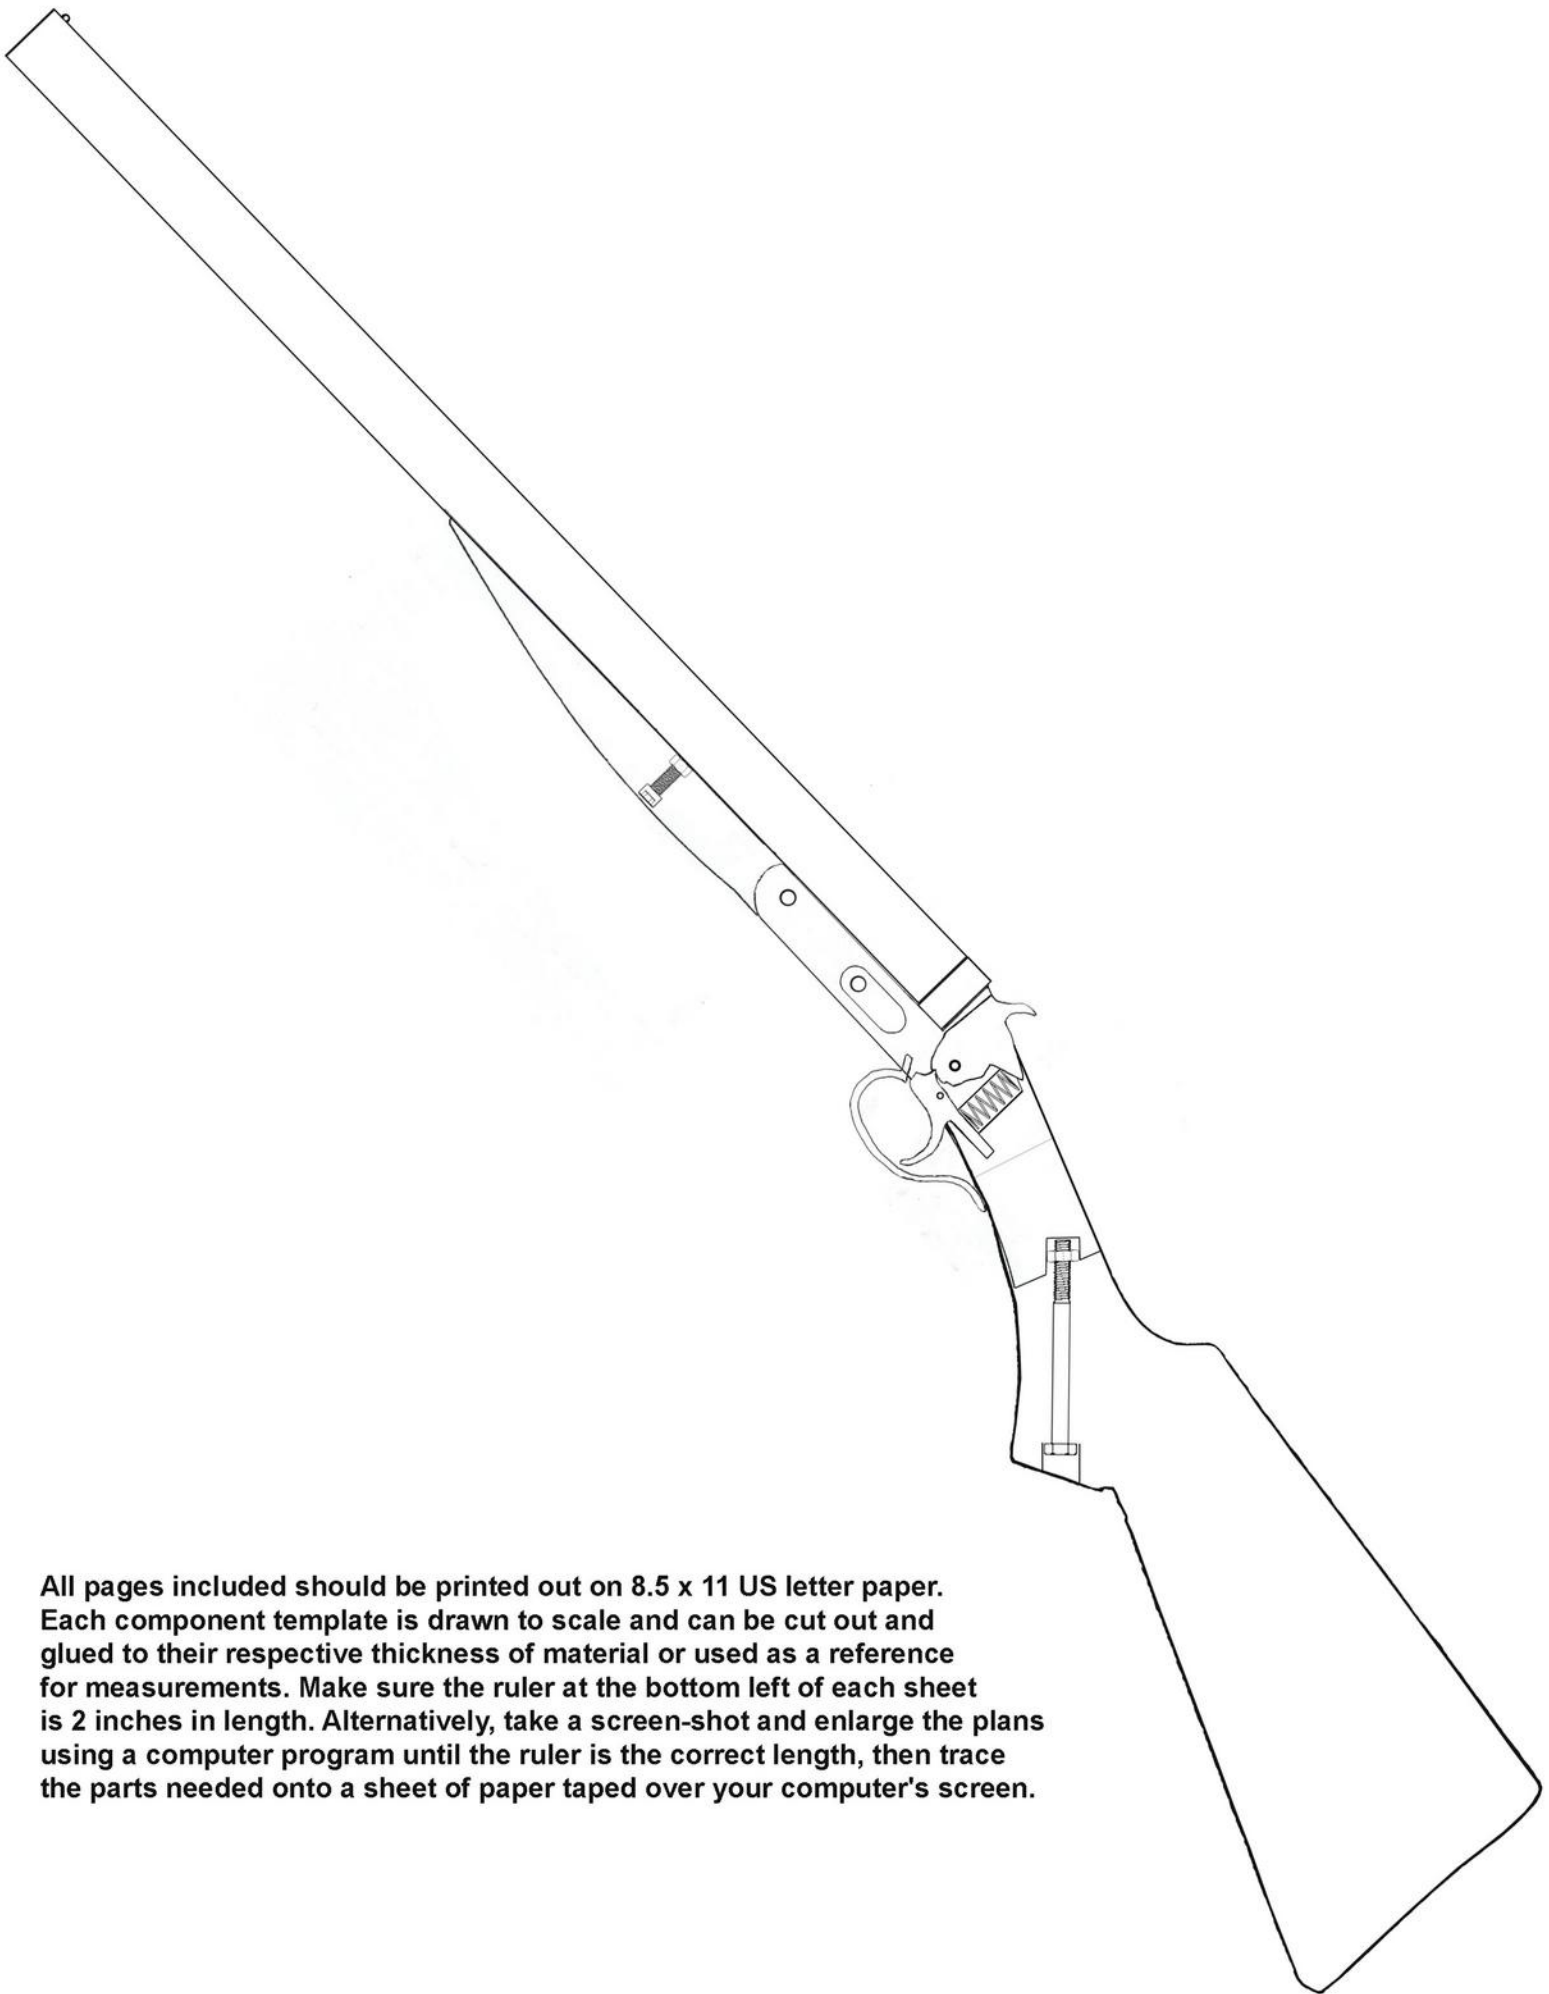 All pages included should be printed out on 8.5 x 11 US letter paper.
Each component template is drawn to scale and can be cut out and
glued to their respective thickness of material or used as a reference
for measurements. Make sure the ruler at the bottom left of each sheet
is 2 inches in length. Alternatively, take a screen-shot and enlarge the plans
using a computer program until the ruler is the correct length, then trace
the parts needed onto a sheet of paper taped over your computer's screen.